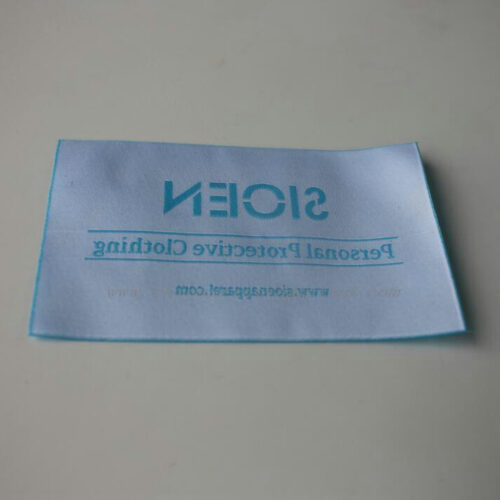 SIOEN
Personal Protective Clothing
www.sioenapparel.com